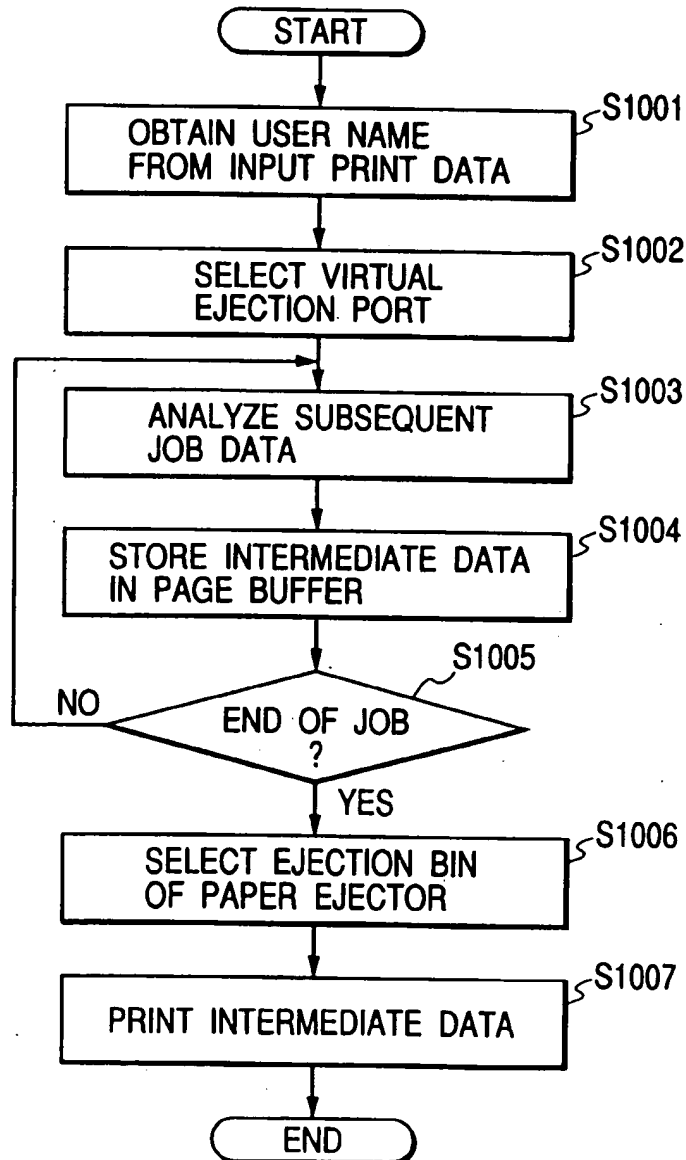 START
S1001
OBTAIN USER NAME
FROM INPUT PRINT DATA
S1002
SELECT VIRTUAL
EJECTION PORT
S1003
ANALYZE SUBSEQUENT
JOB DATA
S1004
STORE INTERMEDIATE DATA
IN PAGE BUFFER
S1005
NO
END OF JOB
?
YES
S1006
SELECT EJECTION BIN
OF PAPER EJECTOR
S1007
PRINT INTERMEDIATE DATA
END